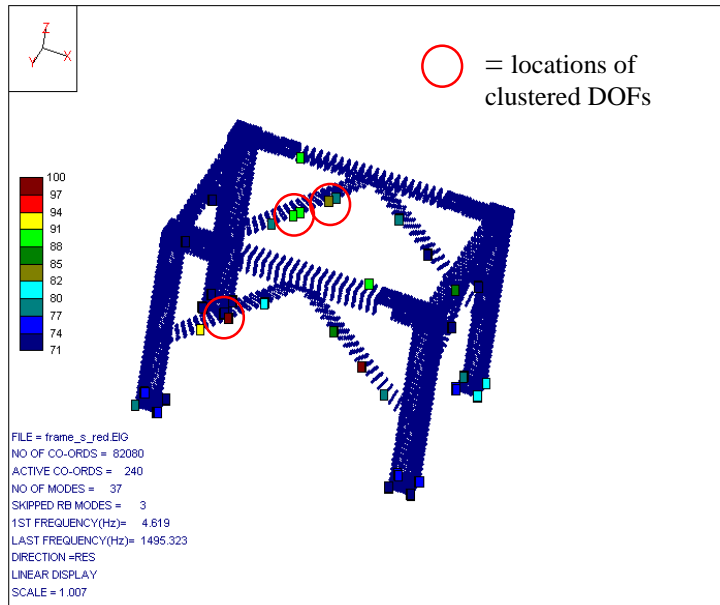 Z
Y X
= locations of
clustered DOFs
100
97
94
91
88
85
82
80
77
74
71
FILE = frame_s_red.EIG
NO OF CO-ORDS = 82080
ACTIVE CO-ORDS = 240
NO OF MODES = 37
SKIPPED RB MODES = 3
1ST FREQUENCY(Hz)= 4.619
LAST FREQUENCY(Hz)= 1495.323
DIRECTION =RES
LINEAR DISPLAY
SCALE = 1.007